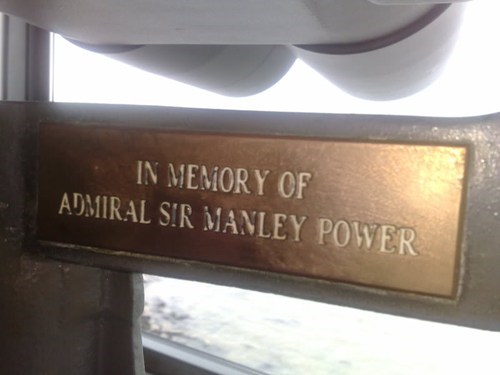 IN MEMORY OF
ADMIRAL SIR MANLEY POWER